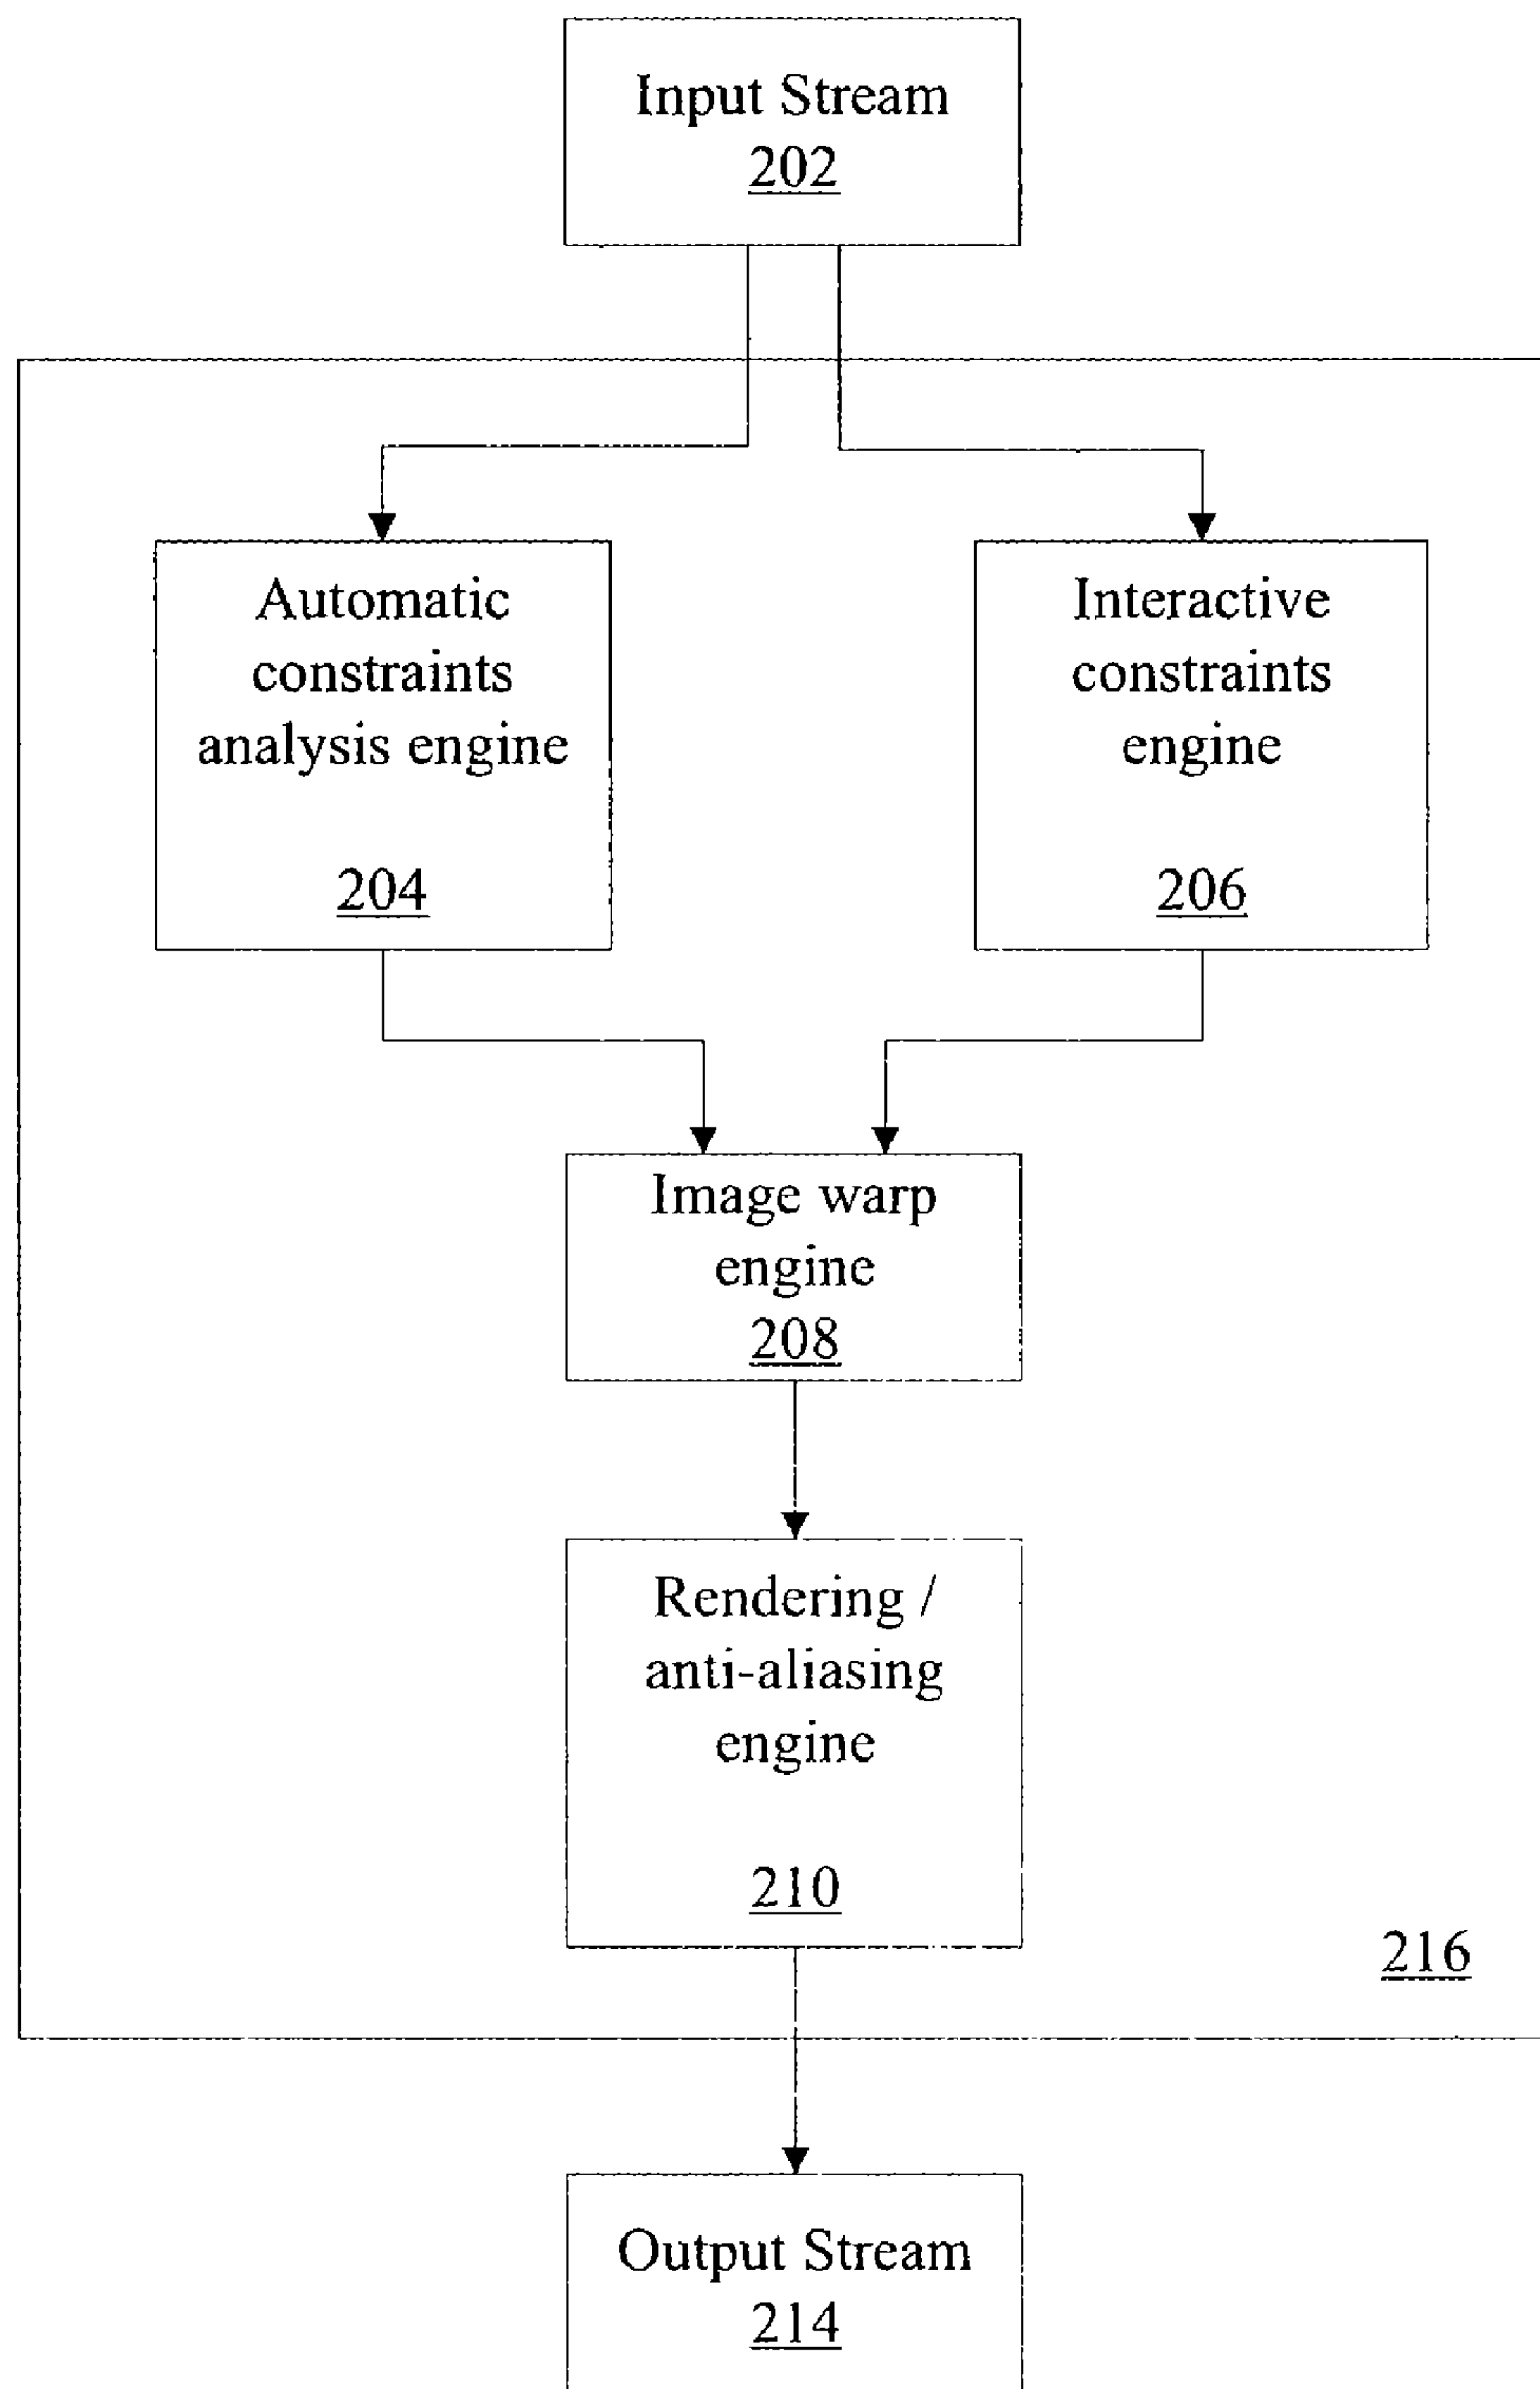 Input Stream
202
Automatic
constraints
analysis engine
204
Interactive
constraints
engine
206
Image warp
engine
208
Rendering /
anti-aliasing
engine
210
216
Output Stream
214